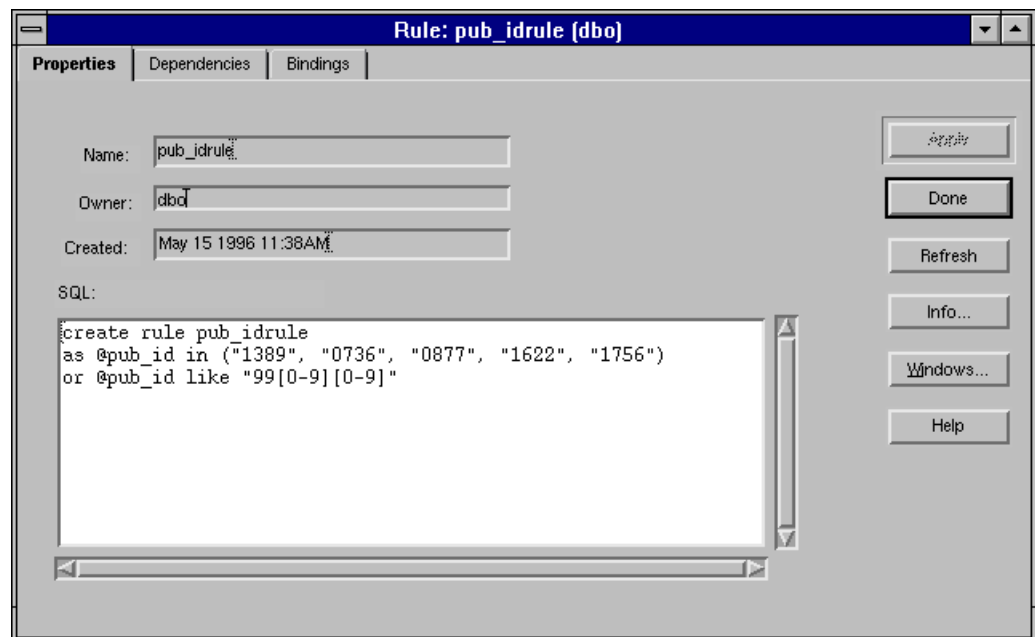 Rule: pub_idrule (dbo)
Properties Dependencies Bindings
Name: pub_idrule
Apply
Owner: dbo
Done
Created: May 15 1996 11:38AM
Refresh
SQL:
Info...
create rule pub_idrule
as @pub_id in ("1389", "0736", "0877", "1622", "1756")
or @pub_id like "99[0-9][0-9]"
Windows...
Help